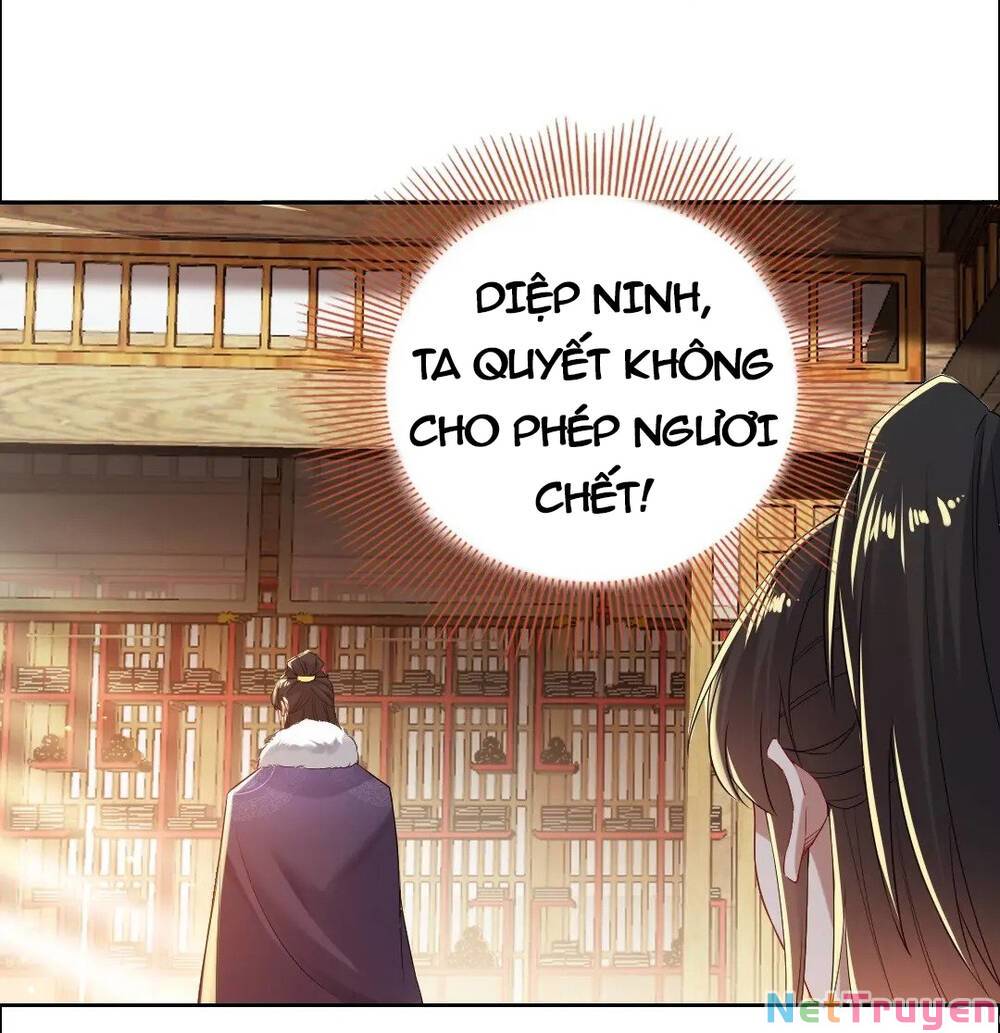 DIỆP NINH,
TA QUYẾT KHÔNG
CHO PHÉP NGƯƠI
CHẾT!
NetTruyen